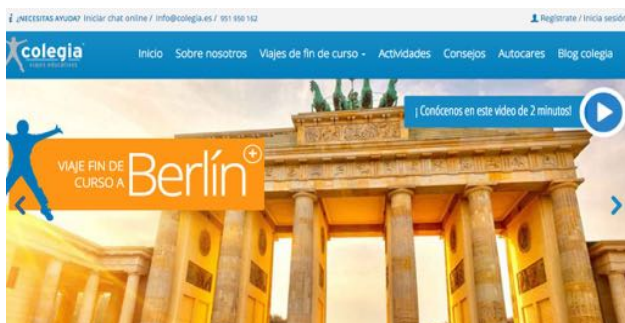 i ¿NECESITAS AYUDA? Iniciar chat online / info@colegia.es / 951 950 162
Regístrate / Inicia sesión
colegia
viajes educativos
Inicio Sobre nosotros Viajes de fin de curso Actividades Consejos Autocares Blog colegia
¡ Conócenos en este video de 2 minutos!
VIAJE FIN DE
CURSO A
Berlín+